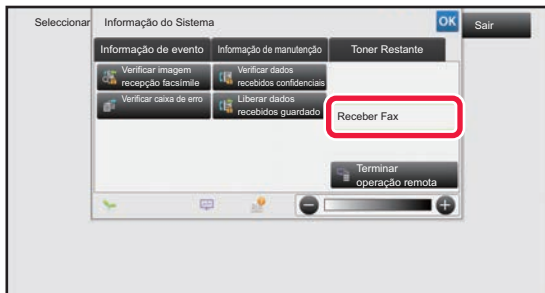 Seleccionar
Informação do Sistema
OK
Sair
Informação de evento
Informação de manutenção
Toner Restante
Verificar imagem
recepção facsímile
Verificar dados
recebidos confidenciais
Verificar caixa de erro
Liberar dados
recebidos guardado
Receber Fax
Terminar
operação remota